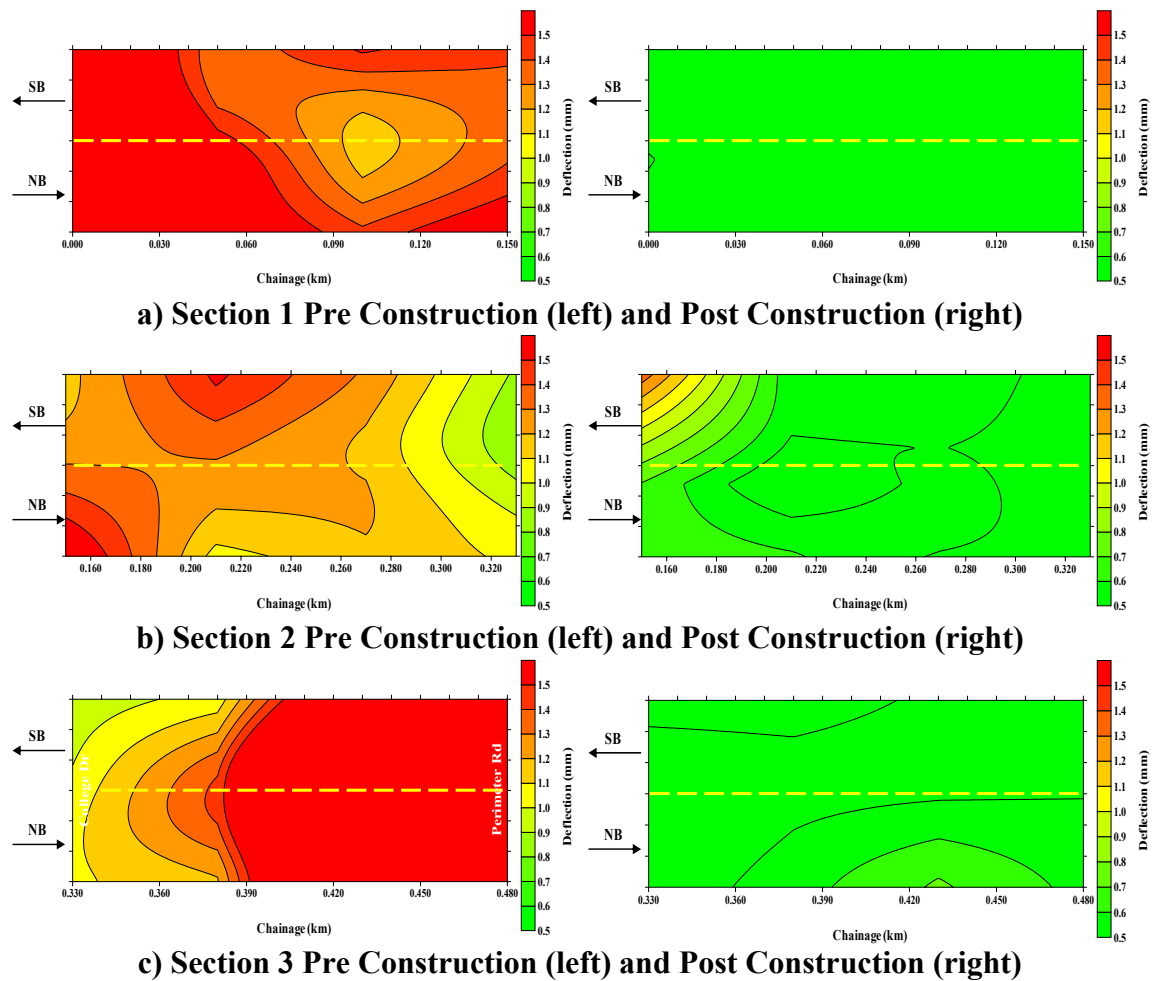 SB
NB
0.000 0.030 0.060 0.090 0.120 0.150
Chainage (km)
1.5
1.4
1.3
1.2
1.1
1.0
0.9
0.8
0.7
0.6
0.5
Deflection (mm)
SB
NB
0.000 0.030 0.060 0.090 0.120 0.150
Chainage (km)
1.5
1.4
1.3
1.2
1.1
1.0
0.9
0.8
0.7
0.6
0.5
Deflection (mm)
a) Section 1 Pre Construction (left) and Post Construction (right)
SB
NB
0.160 0.180 0.200 0.220 0.240 0.260 0.280 0.300 0.320
Chainage (km)
1.5
1.4
1.3
1.2
1.1
1.0
0.9
0.8
0.7
0.6
0.5
Deflection (mm)
SB
NB
0.160 0.180 0.200 0.220 0.240 0.260 0.280 0.300 0.320
Chainage (km)
1.5
1.4
1.3
1.2
1.1
1.0
0.9
0.8
0.7
0.6
0.5
Deflection (mm)
b) Section 2 Pre Construction (left) and Post Construction (right)
SB
NB
College Dr
Perimeter Rd
0.330 0.360 0.390 0.420 0.450 0.480
Chainage (km)
1.5
1.4
1.3
1.2
1.1
1.0
0.9
0.8
0.7
0.6
0.5
Deflection (mm)
SB
NB
0.330 0.360 0.390 0.420 0.450 0.480
Chainage (km)
1.5
1.4
1.3
1.2
1.1
1.0
0.9
0.8
0.7
0.6
0.5
Deflection (mm)
c) Section 3 Pre Construction (left) and Post Construction (right)